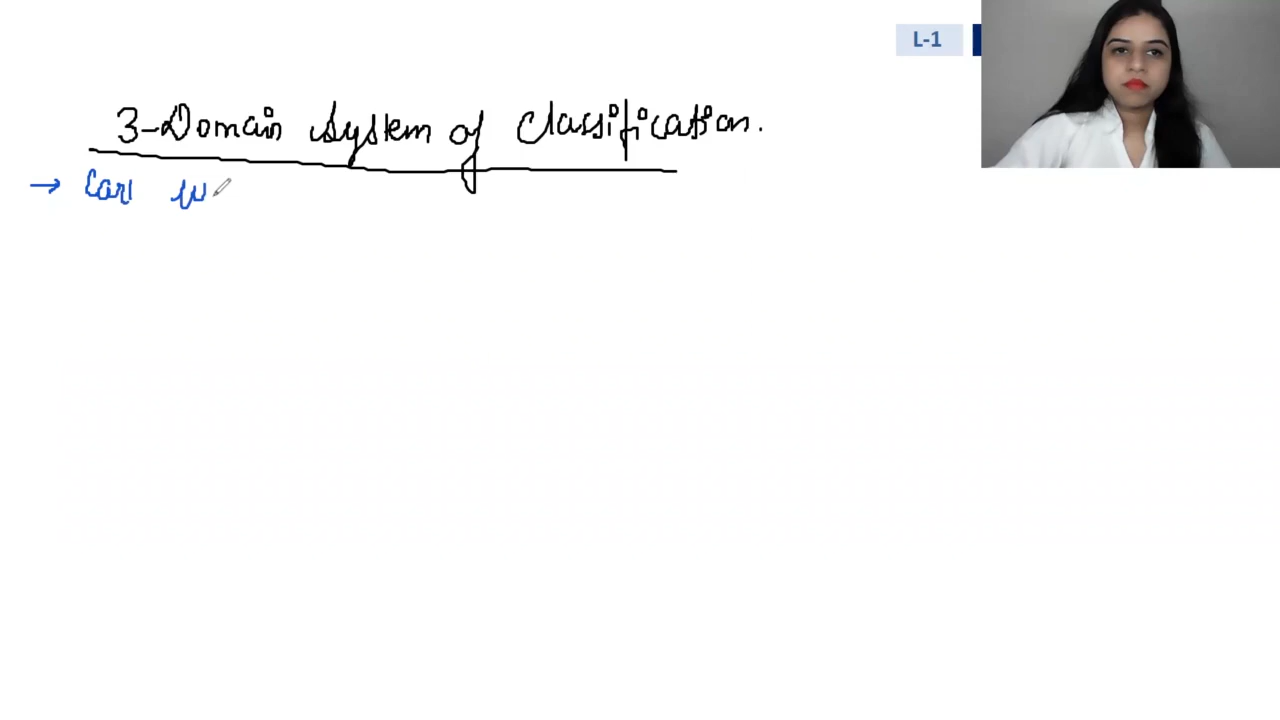 L-1
3-Domain System of Classification.
→ Carl W